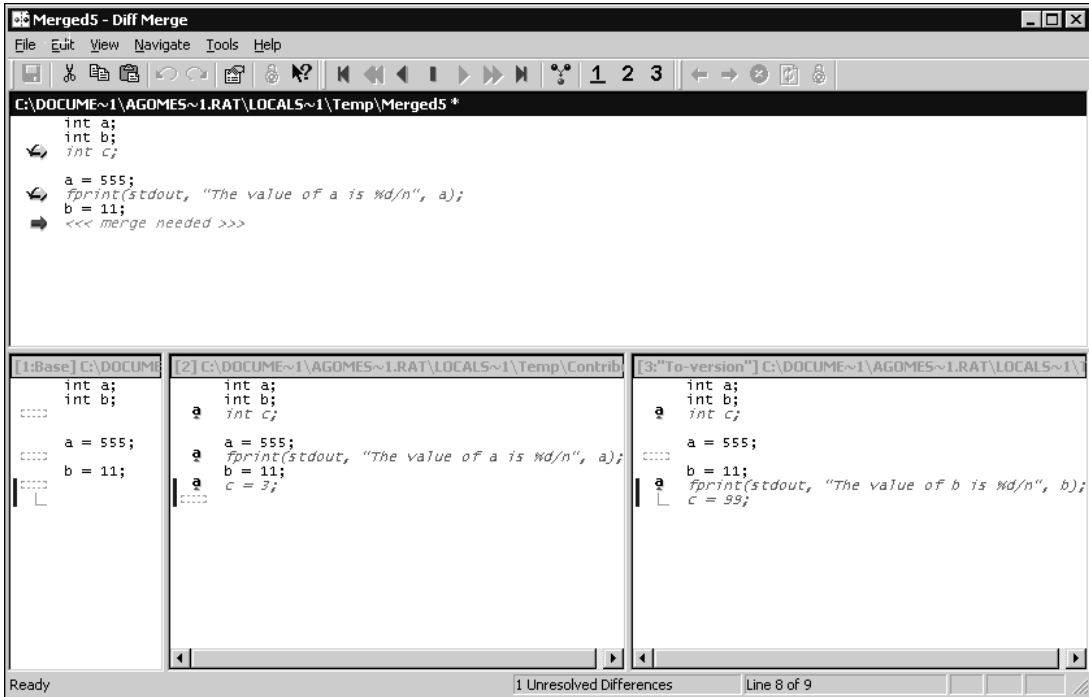 Merged5 - Diff Merge
File Edit View Navigate Tools Help
1 2 3
C:\DOCUME~1\AGOMES~1.RAT\LOCALS~1\Temp\Merged5 *
int a;
int b;
int c;
a = 555;
fprint(stdout, "The value of a is %d/n", a);
b = 11;
<<< merge needed >>>
[1:Base] C:\DOCUME
int a;
int b;
a = 555;
b = 11;
[2] C:\DOCUME~1\AGOMES~1.RAT\LOCALS~1\Temp\Contrib
int a;
int b;
a int c;
a = 555;
a fprint(stdout, "The value of a is %d/n", a);
b = 11;
a c = 3;
[3:"To-version"] C:\DOCUME~1\AGOMES~1.RAT\LOCALS~1\T
int a;
int b;
a int c;
a = 555;
b = 11;
a fprint(stdout, "The value of b is %d/n", b);
c = 99;
Ready 1 Unresolved Differences Line 8 of 9